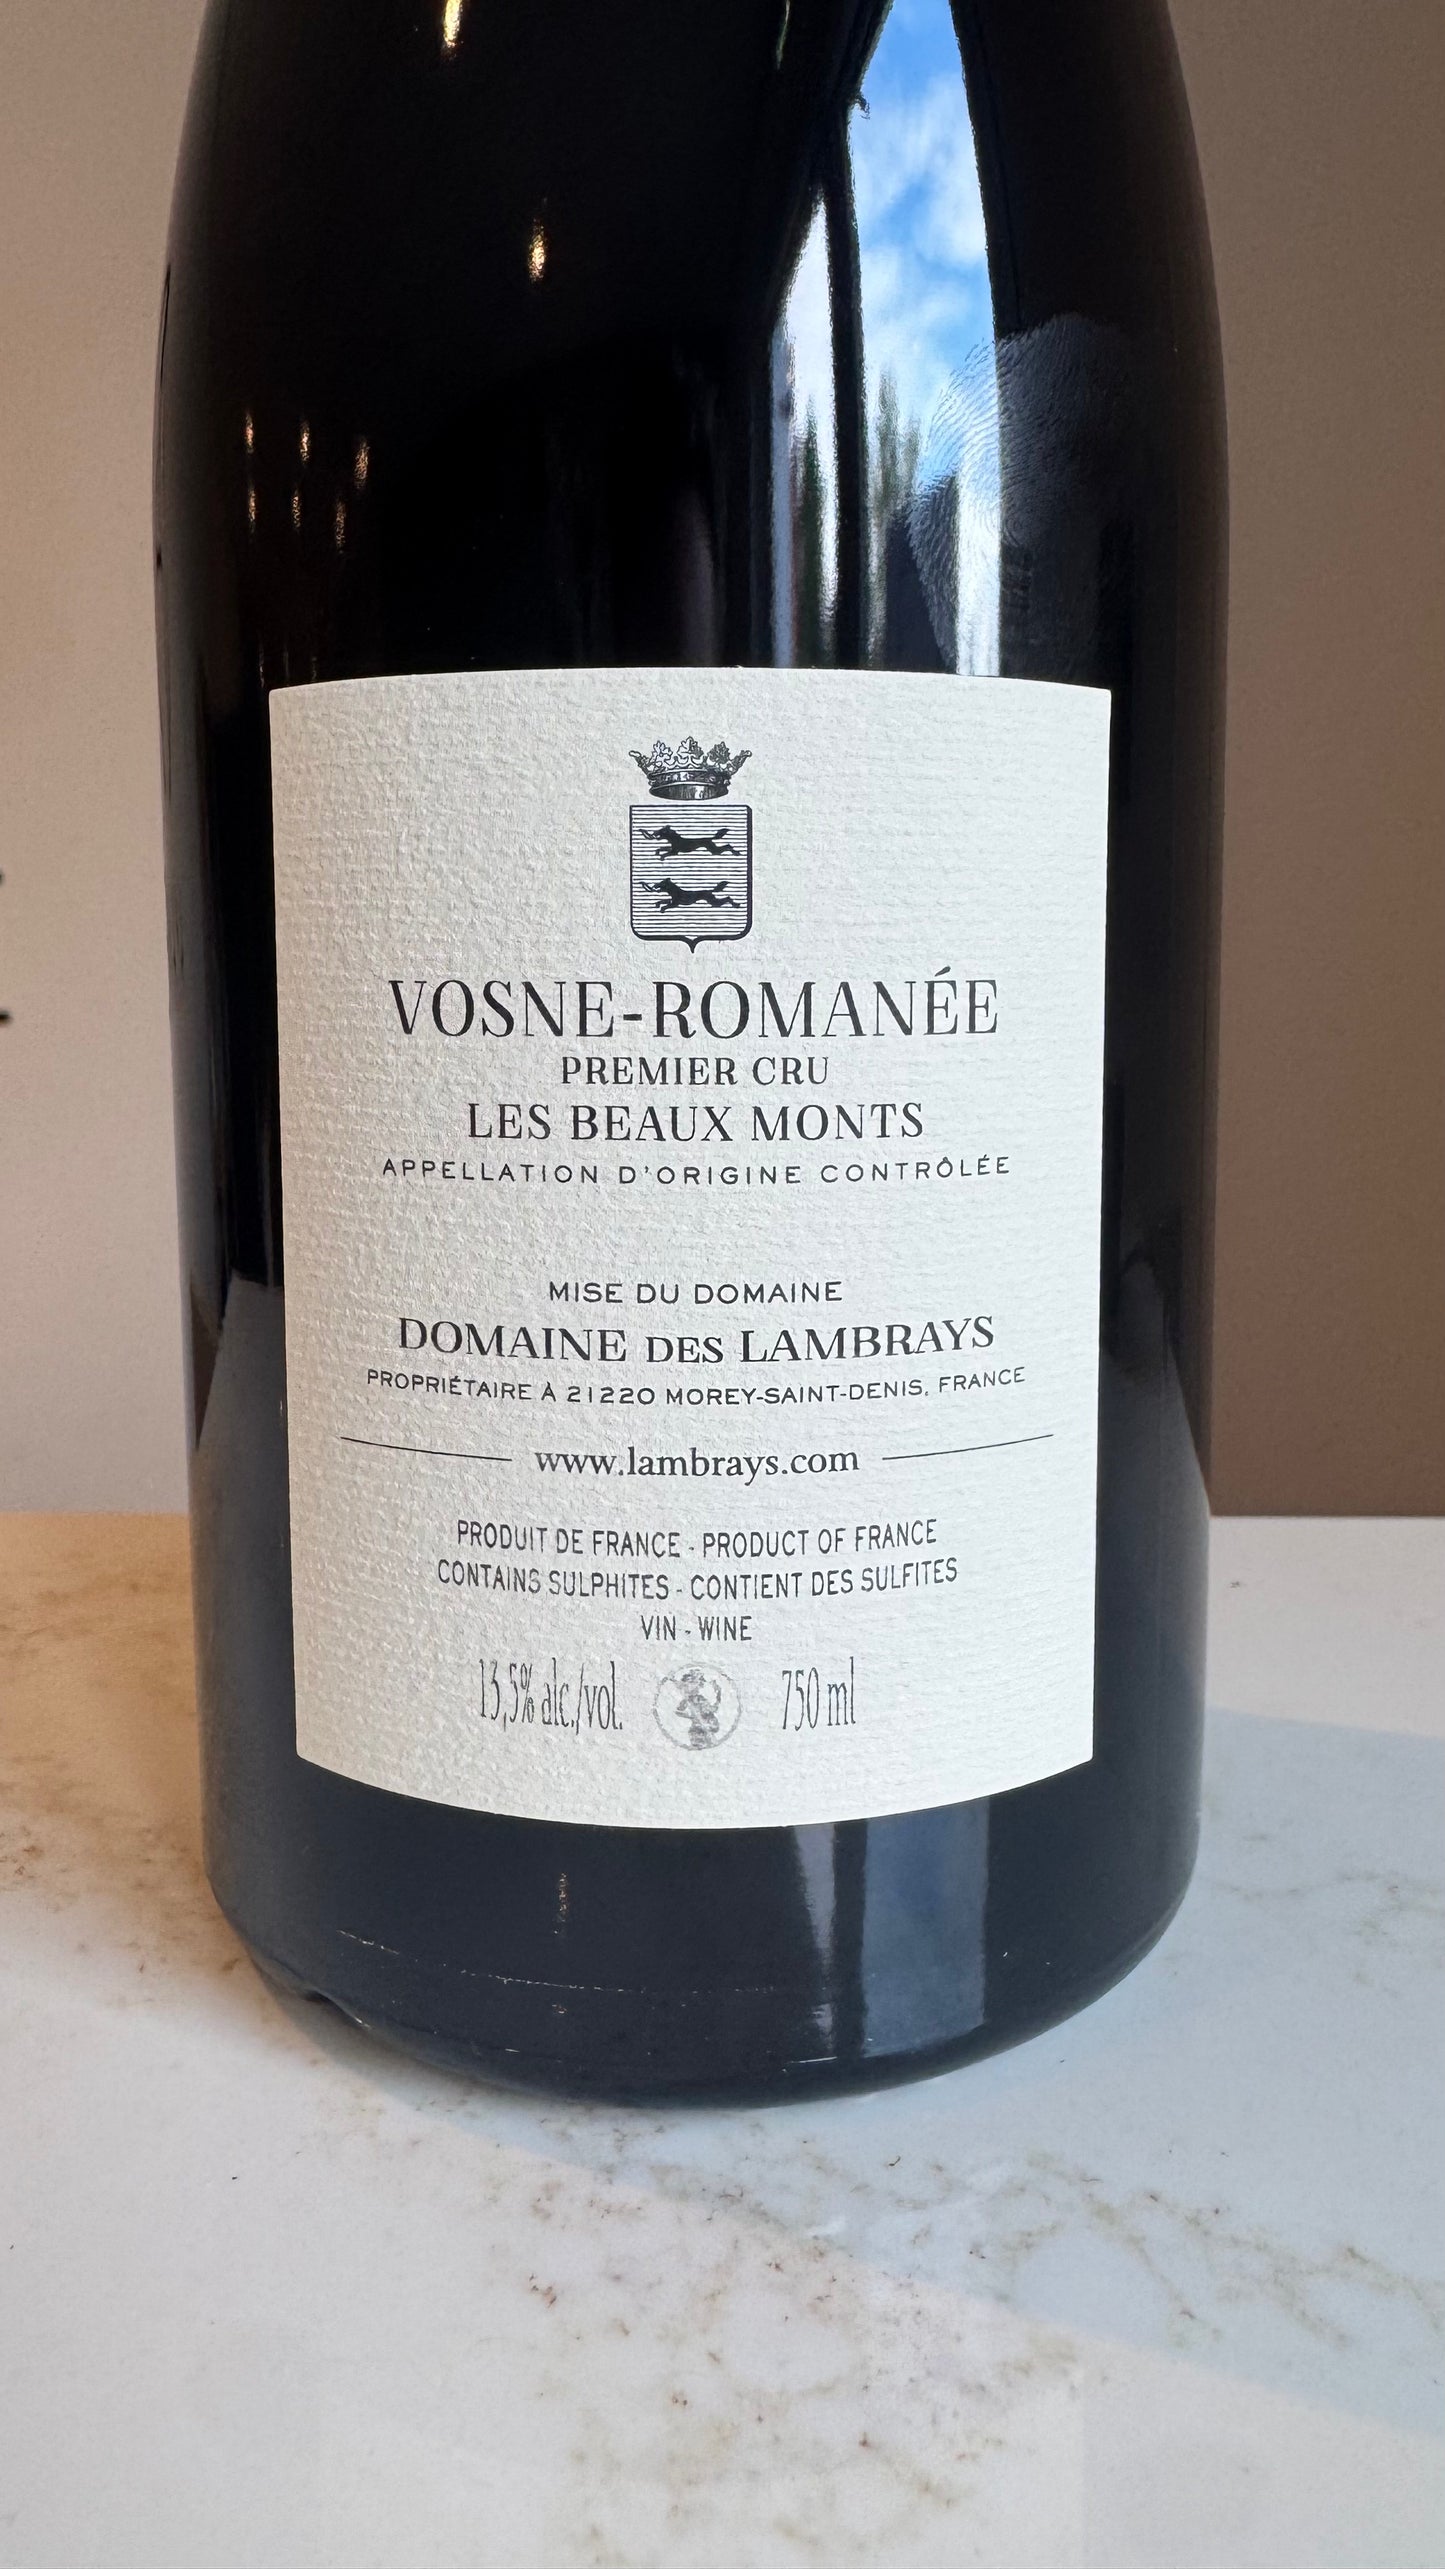 VOSNE-ROMANÉE
PREMIER CRU
LES BEAUX MONTS
APPELLATION D'ORIGINE CONTRÔLÉE
MISE DU DOMAINE
DOMAINE DES LAMBRAYS
PROPRIÉTAIRE À 21220 MOREY-SAINT-DENIS, FRANCE
www.lambrays.com
PRODUIT DE FRANCE - PRODUCT OF FRANCE
CONTAINS SULPHITES - CONTIENT DES SULFITES
VIN - WINE
13,5% alc./vol. 750 ml